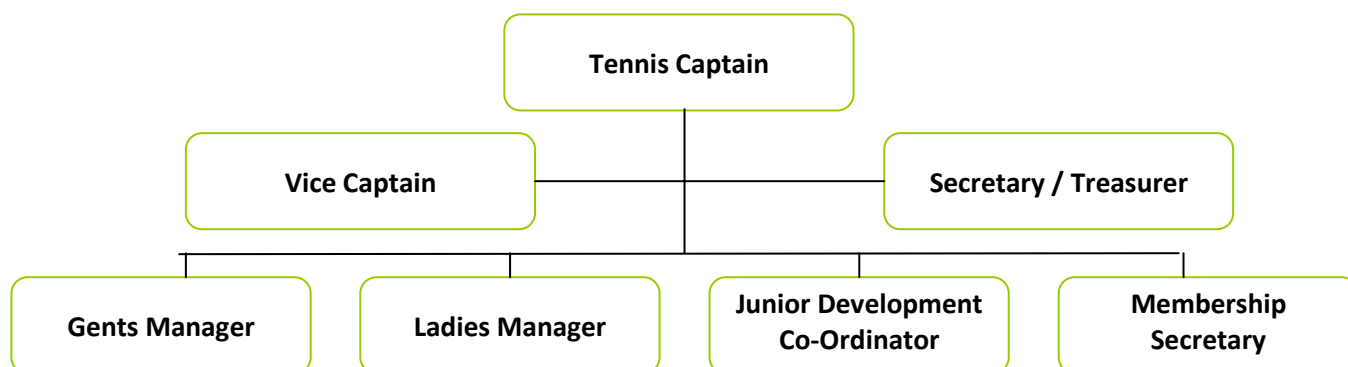 Tennis Captain
Vice Captain
Secretary / Treasurer
Gents Manager
Ladies Manager
Junior Development
Co-Ordinator
Membership
Secretary